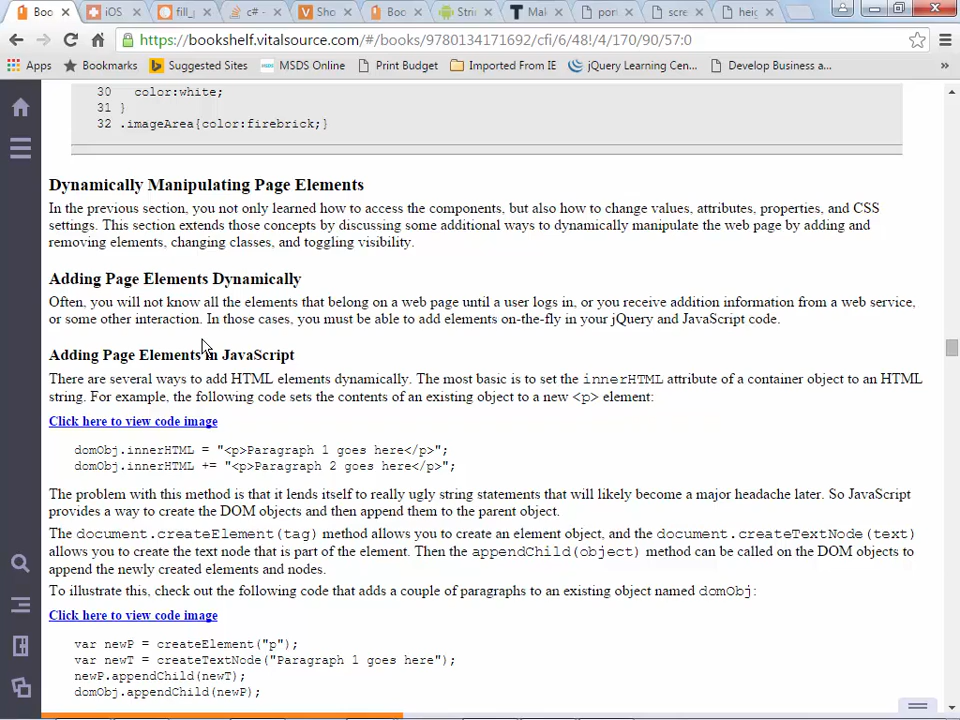 Boo
iOS
fill_
c# -
Sho
Boo
Strin
Mak
pori
scre
heig
https://bookshelf.vitalsource.com/#/books/9780134171692/cfi/6/48!/4/170/90/57:0
Apps
Bookmarks
Suggested Sites
MSDS Online
Print Budget
Imported From IE
jQuery Learning Cen...
Develop Business a...
»
30 color:white;
31 }
32 .imageArea{color:firebrick;}
Dynamically Manipulating Page Elements
In the previous section, you not only learned how to access the components, but also how to change values, attributes, properties, and CSS
settings. This section extends those concepts by discussing some additional ways to dynamically manipulate the web page by adding and
removing elements, changing classes, and toggling visibility.
Adding Page Elements Dynamically
Often, you will not know all the elements that belong on a web page until a user logs in, or you receive addition information from a web service,
or some other interaction. In those cases, you must be able to add elements on-the-fly in your jQuery and JavaScript code.
Adding Page Elements in JavaScript
There are several ways to add HTML elements dynamically. The most basic is to set the innerHTML attribute of a container object to an HTML
string. For example, the following code sets the contents of an existing object to a new <p> element:
Click here to view code image
domObj.innerHTML = "<p>Paragraph 1 goes here</p>";
domObj.innerHTML += "<p>Paragraph 2 goes here</p>";
The problem with this method is that it lends itself to really ugly string statements that will likely become a major headache later. So JavaScript
provides a way to create the DOM objects and then append them to the parent object.
The document.createElement(tag) method allows you to create an element object, and the document.createTextNode(text)
allows you to create the text node that is part of the element. Then the appendChild(object) method can be called on the DOM objects to
append the newly created elements and nodes.
To illustrate this, check out the following code that adds a couple of paragraphs to an existing object named domObj:
Click here to view code image
var newP = createElement("p");
var newT = createTextNode("Paragraph 1 goes here");
newP.appendChild(newT);
domObj.appendChild(newP);